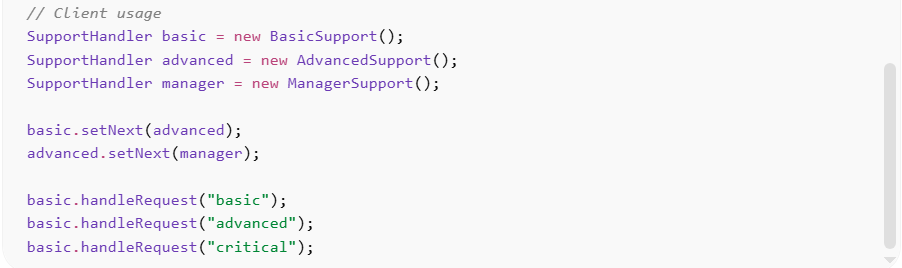 // Client usage
SupportHandler basic = new BasicSupport();
SupportHandler advanced = new AdvancedSupport();
SupportHandler manager = new ManagerSupport();
basic.setNext(advanced);
advanced.setNext(manager);
basic.handleRequest("basic");
basic.handleRequest("advanced");
basic.handleRequest("critical");